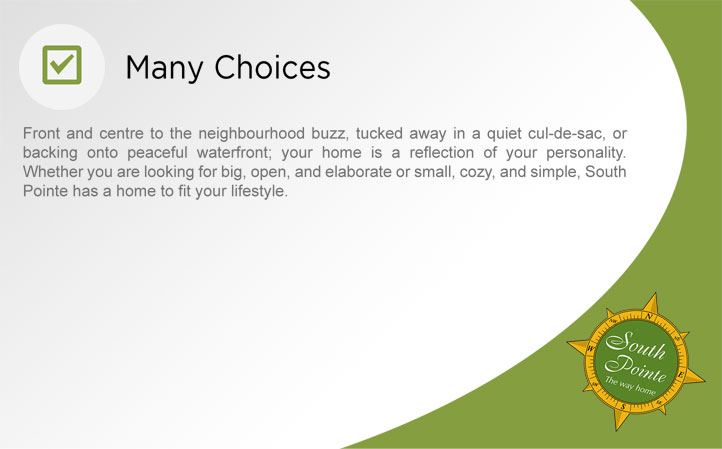 Many Choices
Front and centre to the neighbourhood buzz, tucked away in a quiet cul-de-sac, or
backing onto peaceful waterfront; your home is a reflection of your personality.
Whether you are looking for big, open, and elaborate or small, cozy, and simple, South
Pointe has a home to fit your lifestyle.
N
W
E
S
South
Pointe
The way home